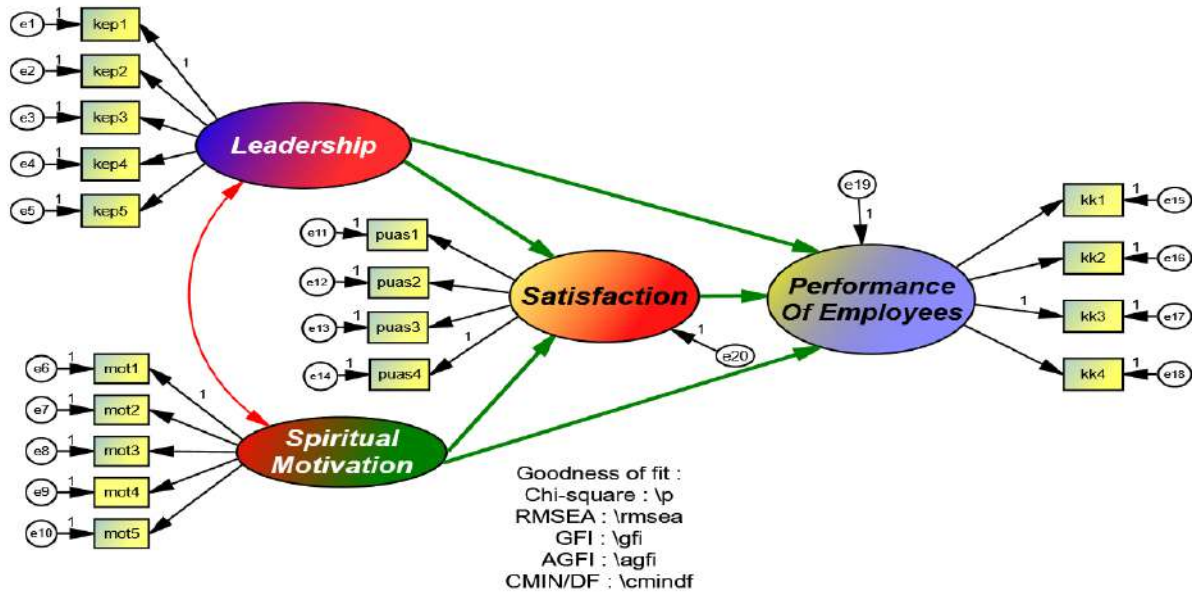 e1 1 kep1
1
e2 1 kep2
e3 1 kep3
e4 1 kep4
e5 1 kep5
Leadership
e11 1 puas1
e12 1 puas2
e13 1 puas3
e14 1 puas4
1
Satisfaction
1
e20
e19
1
Performance
Of Employees
kk1 1 e15
kk2 1 e16
1 kk3 1 e17
kk4 1 e18
e6 1 mot1
1
e7 1 mot2
e8 1 mot3
e9 1 mot4
e10 1 mot5
Spiritual
Motivation
Goodness of fit :
Chi-square : \p
RMSEA : \rmsea
GFI : \gfi
AGFI : \agfi
CMIN/DF : \cmindf